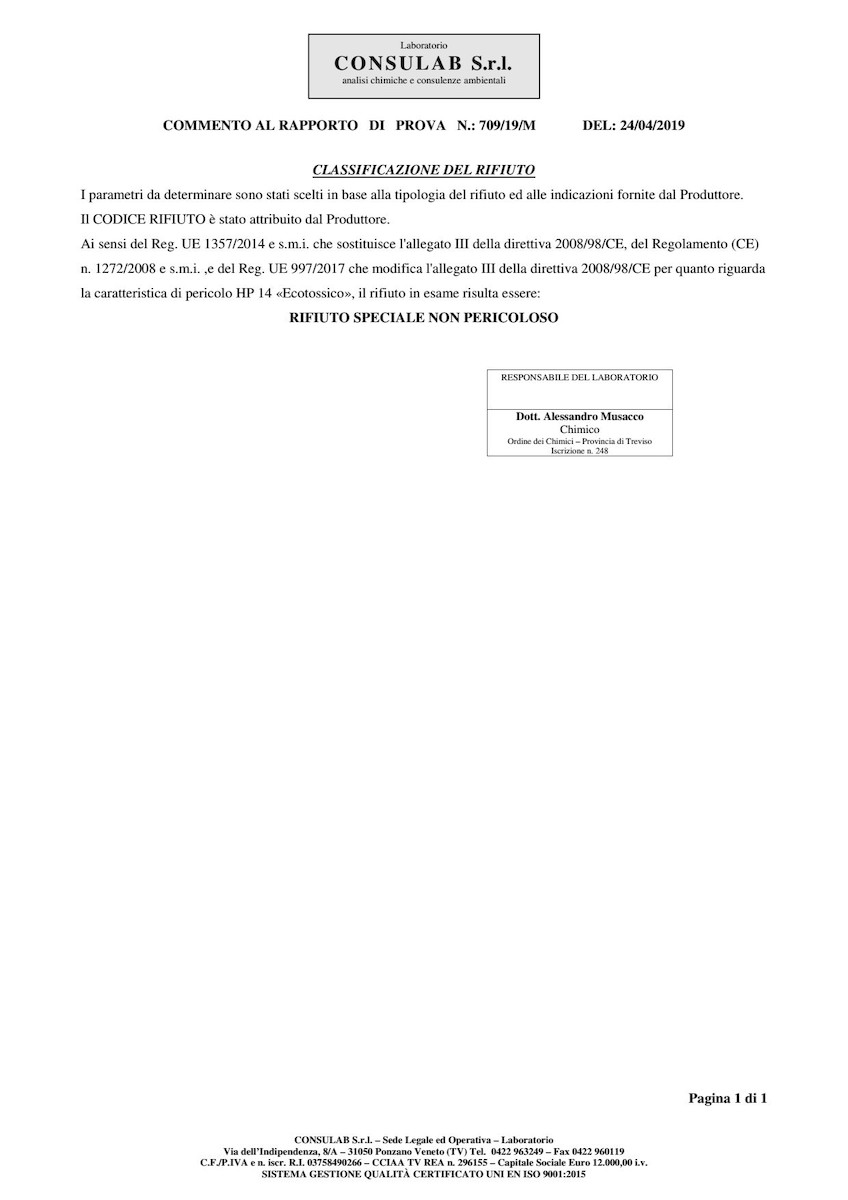 Laboratorio
CONSULAB S.r.l.
analisi chimiche e consulenze ambientali
COMMENTO AL RAPPORTO DI PROVA N.: 709/19/M DEL: 24/04/2019
CLASSIFICAZIONE DEL RIFIUTO
I parametri da determinare sono stati scelti in base alla tipologia del rifiuto ed alle indicazioni fornite dal Produttore.
Il CODICE RIFIUTO è stato attribuito dal Produttore.
Ai sensi del Reg. UE 1357/2014 e s.m.i. che sostituisce l'allegato III della direttiva 2008/98/CE, del Regolamento (CE)
n. 1272/2008 e s.m.i. ,e del Reg. UE 997/2017 che modifica l'allegato III della direttiva 2008/98/CE per quanto riguarda
la caratteristica di pericolo HP 14 «Ecotossico», il rifiuto in esame risulta essere:
RIFIUTO SPECIALE NON PERICOLOSO
RESPONSABILE DEL LABORATORIO
Dott. Alessandro Musacco
Chimico
Ordine dei Chimici – Provincia di Treviso
Iscrizione n. 248
Pagina 1 di 1
CONSULAB S.r.l. – Sede Legale ed Operativa – Laboratorio
Via dell'Indipendenza, 8/A – 31050 Ponzano Veneto (TV) Tel. 0422 963249 – Fax 0422 960119
C.F./P.IVA e n. iscr. R.I. 03758490266 – CCIAA TV REA n. 296155 – Capitale Sociale Euro 12.000,00 i.v.
SISTEMA GESTIONE QUALITÀ CERTIFICATO UNI EN ISO 9001:2015